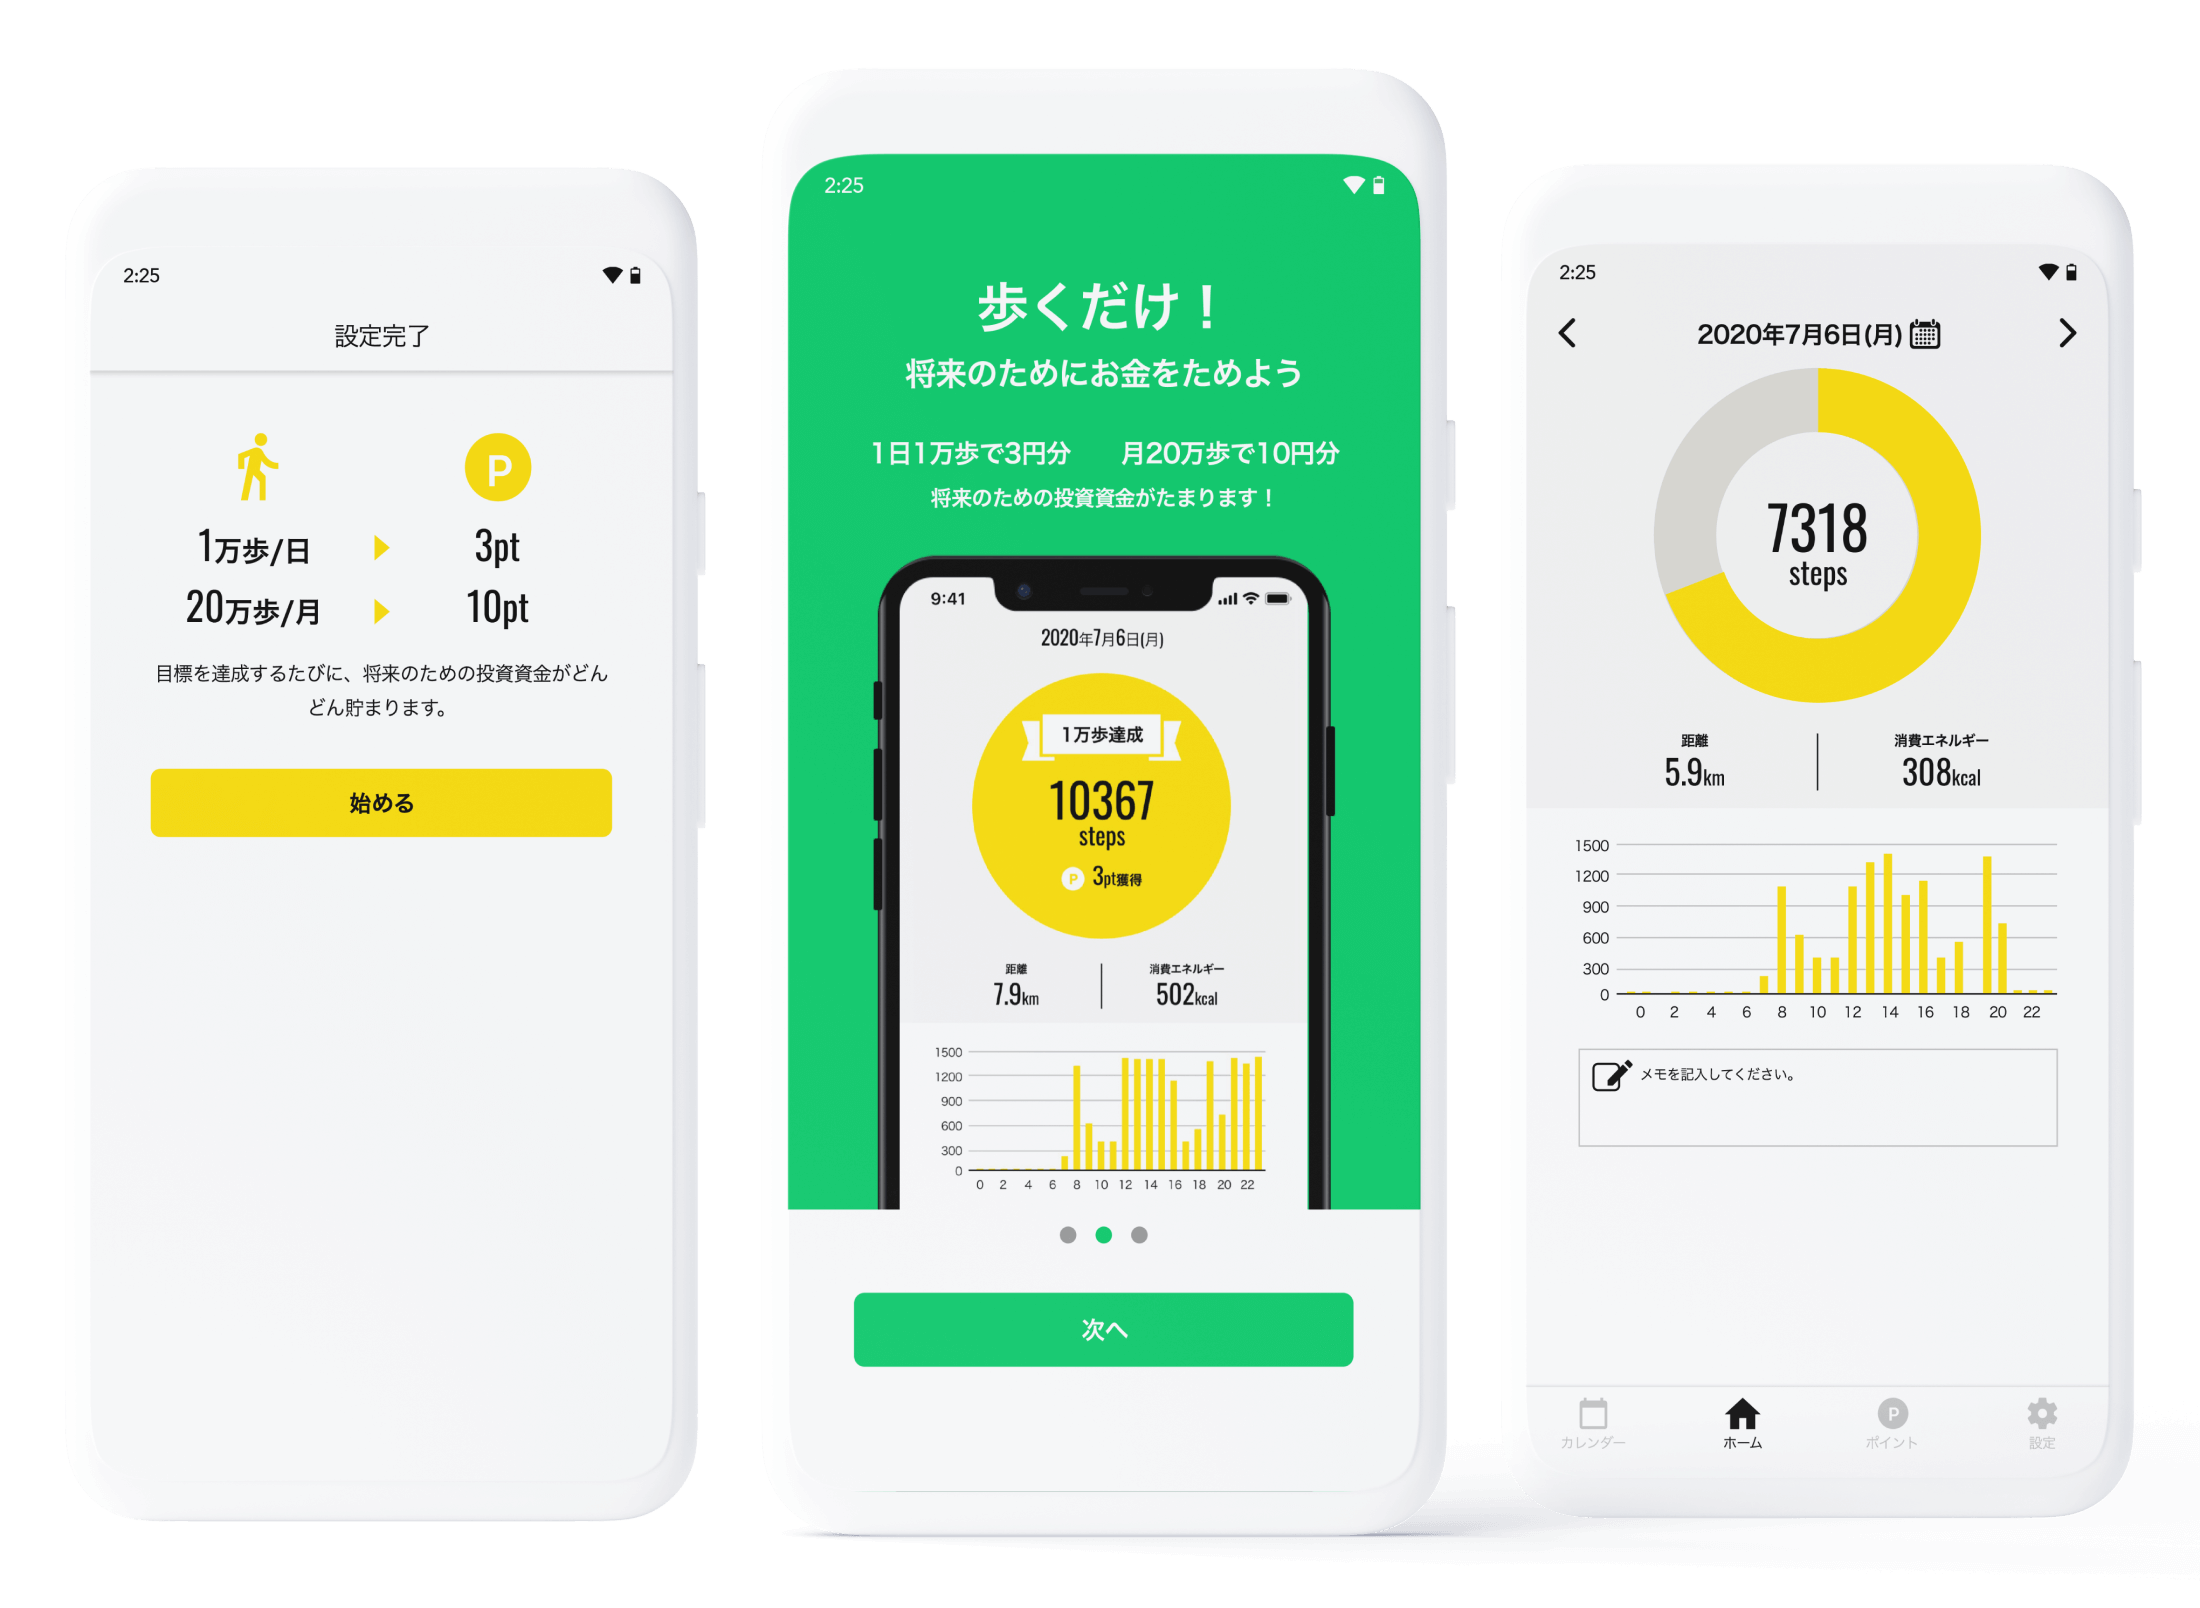 2:25
設定完了
P
1万歩/日
3pt
20万歩/月
10pt
目標を達成するたびに、将来のための投資資金がどん
どん貯まります。
始める
2:25
歩くだけ！
将来のためにお金をためよう
1日1万歩で3円分
月20万歩で10円分
将来のための投資資金がたまります！
9:41
2020年7月6日(月)
1万歩達成
10367
steps
P 3pt獲得
距離
7.9km
消費エネルギー
502kcal
1500
1200
900
600
300
0
0 2 4 6 8 10 12 14 16 18 20 22
次へ
2:25
2020年7月6日(月)
7318
steps
距離
5.9km
消費エネルギー
308kcal
1500
1200
900
600
300
0
0 2 4 6 8 10 12 14 16 18 20 22
メモを記入してください。
P
カレンダー
ホーム
ポイント
設定